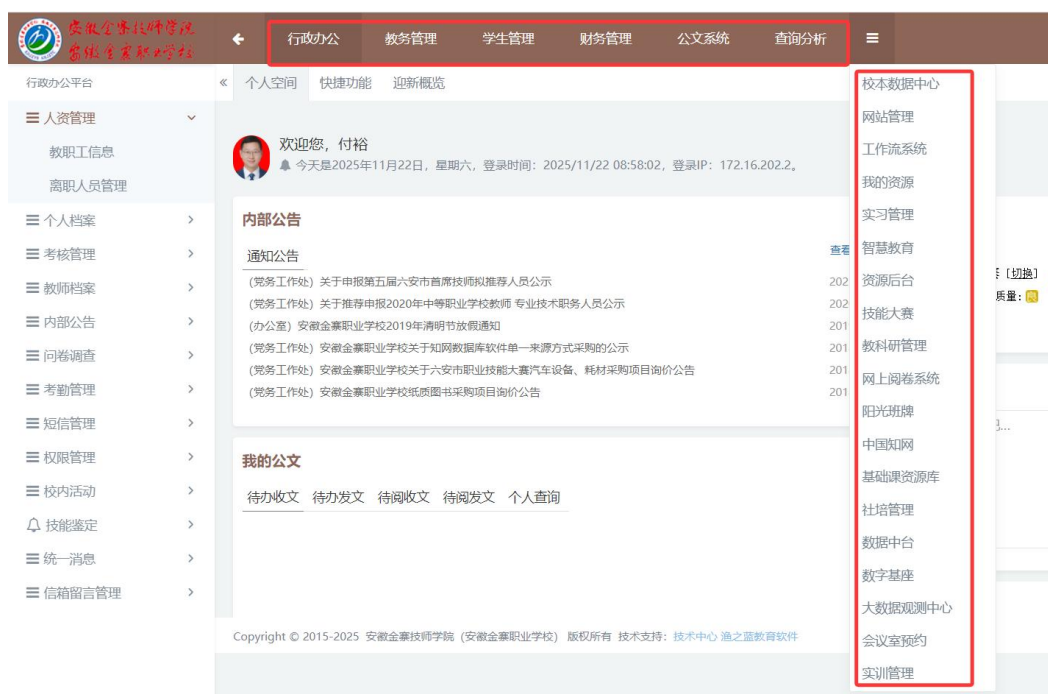 安徽金寨技师学院
安徽金寨职业学校
行政办公
教务管理
学生管理
财务管理
公文系统
查询分析
行政办公平台
«
个人空间
快捷功能
迎新概览
人资管理
教职工信息
离职人员管理
个人档案
考核管理
教师档案
内部公告
问卷调查
考勤管理
短信管理
权限管理
校内活动
技能鉴定
统一消息
信箱留言管理
欢迎您，付裕
今天是2025年11月22日，星期六，登录时间：2025/11/22 08:58:02，登录IP：172.16.202.2。
内部公告
通知公告
查看
(党务工作处) 关于申报第五届六安市首席技师拟推荐人员公示 202
(党务工作处) 关于推荐申报2020年中等职业学校教师 专业技术职务人员公示 202
(办公室) 安徽金寨职业学校2019年清明节放假通知 201
(党务工作处) 安徽金寨职业学校关于知网数据库软件单一来源方式采购的公示 201
(党务工作处) 安徽金寨职业学校关于六安市职业技能大赛汽车设备、耗材采购项目询价公告 201
(党务工作处) 安徽金寨职业学校纸质图书采购项目询价公告 201
我的公文
待办收文
待办发文
待阅收文
待阅发文
个人查询
Copyright © 2015-2025 安徽金寨技师学院 (安徽金寨职业学校) 版权所有 技术支持：技术中心 渔之蓝教育软件
校本数据中心
网站管理
工作流系统
我的资源
实习管理
智慧教育
资源后台
技能大赛
教科研管理
网上阅卷系统
阳光班牌
中国知网
基础课资源库
社培管理
数据中台
数字基座
大数据观测中心
会议室预约
实训管理
[切换]
质量：良